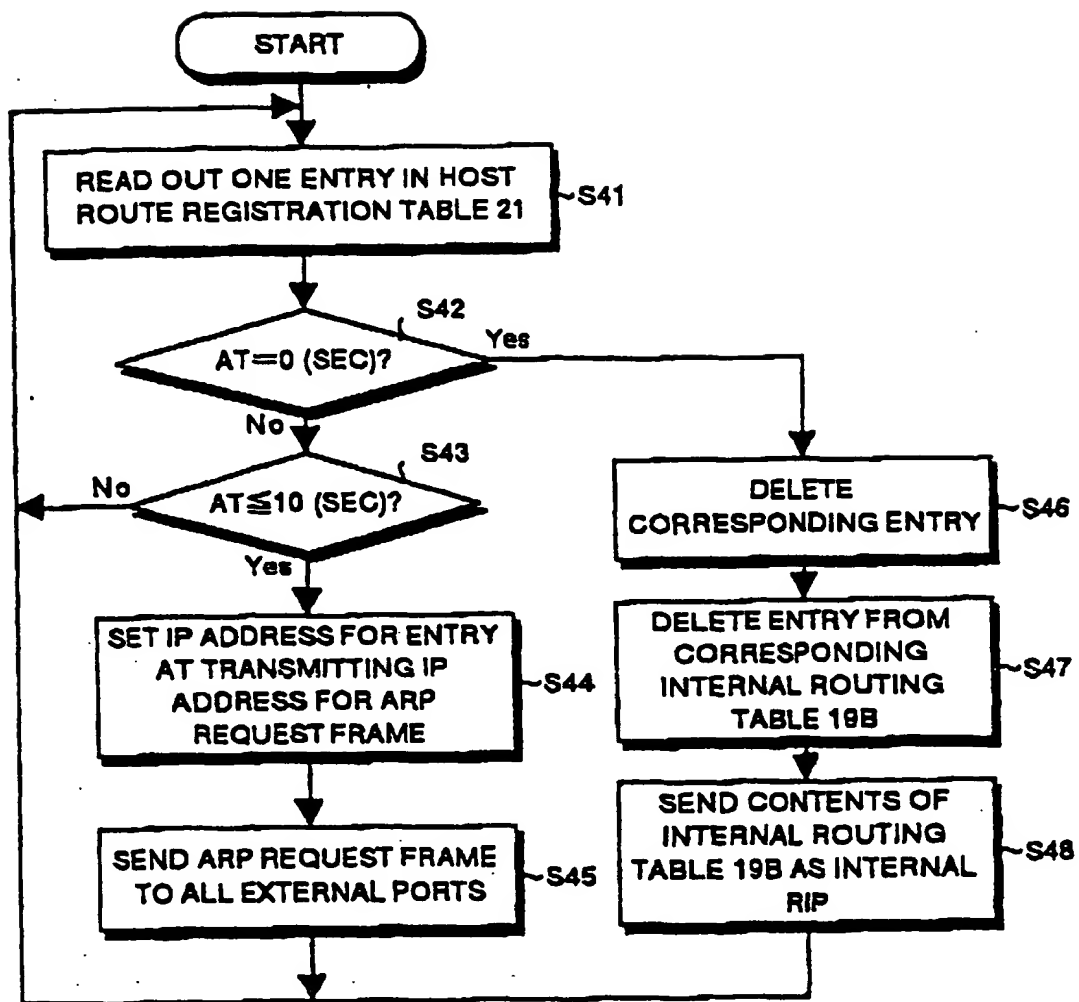 START
READ OUT ONE ENTRY IN HOST
ROUTE REGISTRATION TABLE 21
S41
S42
AT=0 (SEC)?
Yes
No
S43
AT≦10 (SEC)?
No
Yes
SET IP ADDRESS FOR ENTRY
AT TRANSMITTING IP
ADDRESS FOR ARP
REQUEST FRAME
S44
SEND ARP REQUEST FRAME
TO ALL EXTERNAL PORTS
S45
DELETE
CORRESPONDING ENTRY
S46
DELETE ENTRY FROM
CORRESPONDING
INTERNAL ROUTING
TABLE 19B
S47
SEND CONTENTS OF
INTERNAL ROUTING
TABLE 19B AS INTERNAL
RIP
S48